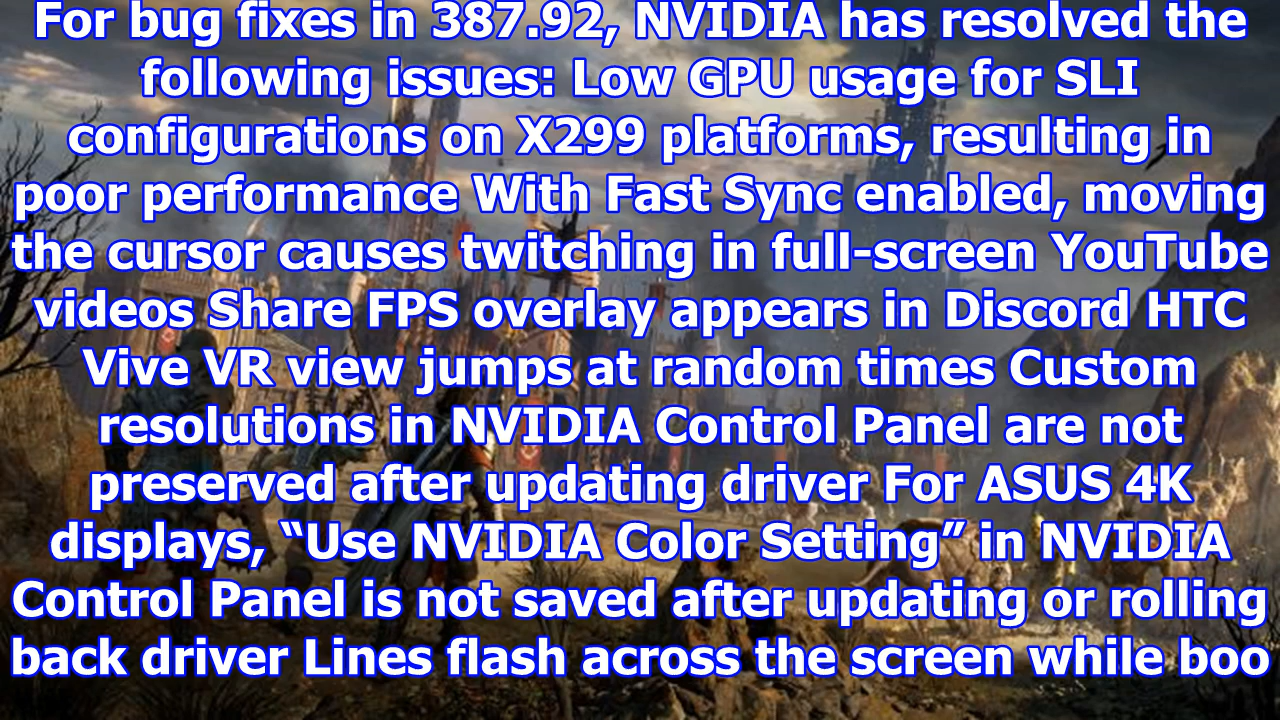 For bug fixes in 387.92, NVIDIA has resolved the
following issues: Low GPU usage for SLI
configurations on X299 platforms, resulting in
poor performance With Fast Sync enabled, moving
the cursor causes twitching in full-screen YouTube
videos Share FPS overlay appears in Discord HTC
Vive VR view jumps at random times Custom
resolutions in NVIDIA Control Panel are not
preserved after updating driver For ASUS 4K
displays, “Use NVIDIA Color Setting” in NVIDIA
Control Panel is not saved after updating or rolling
back driver Lines flash across the screen while boo